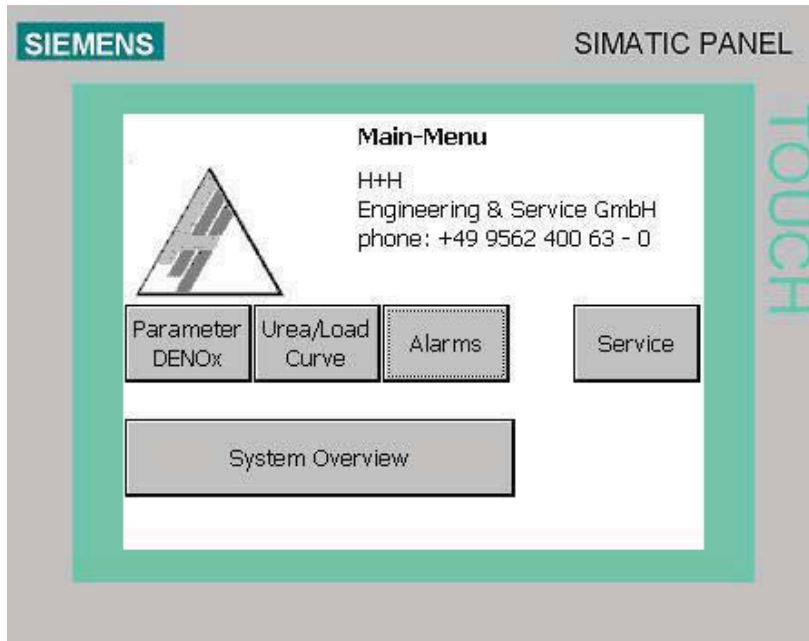 SIEMENS
SIMATIC PANEL
TOUCH
Main-Menu
H+H
Engineering & Service GmbH
phone: +49 9562 400 63 - 0
Parameter
DENOx
Urea/Load
Curve
Alarms
Service
System Overview